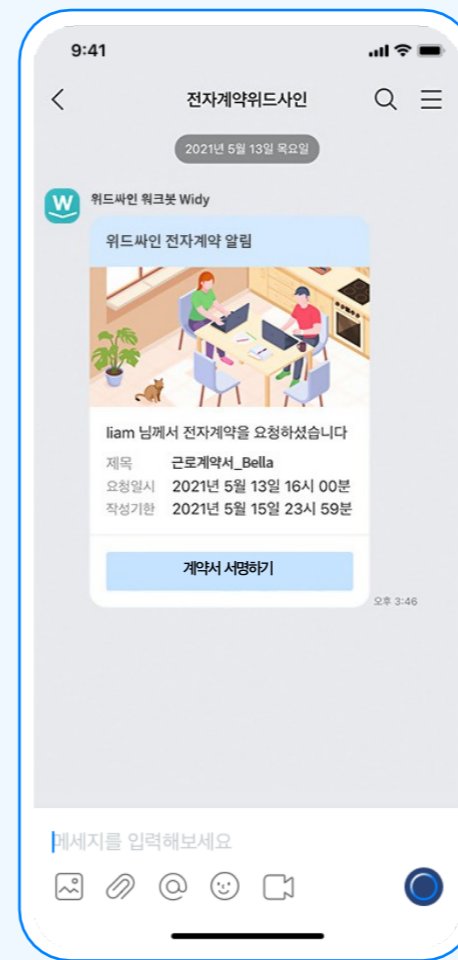 9:41
전자계약위드사인
2021년 5월 13일 목요일
W
위드싸인 워크봇 Widy
위드싸인 전자계약 알림
liam 님께서 전자계약을 요청하셨습니다
제목 근로계약서_Bella
요청일시 2021년 5월 13일 16시 00분
작성기한 2021년 5월 15일 23시 59분
계약서 서명하기
오후 3:46
메세지를 입력해보세요